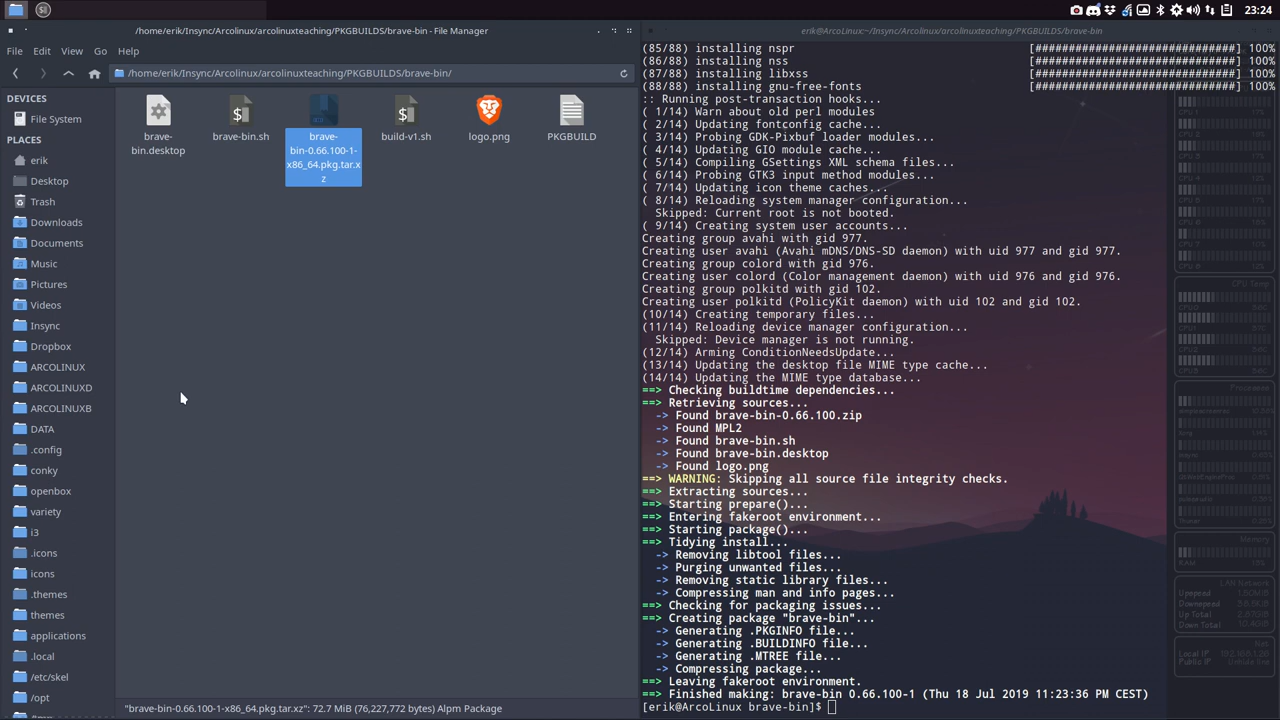 23:24
/home/erik/Insync/Arcolinux/arcolinuxteaching/PKGBUILDS/brave-bin - File Manager
File Edit View Go Help
/home/erik/Insync/Arcolinux/arcolinuxteaching/PKGBUILDS/brave-bin/
DEVICES
File System
PLACES
erik
Desktop
Trash
Downloads
Documents
Music
Pictures
Videos
Insync
Dropbox
ARCOLINUX
ARCOLINUXD
ARCOLINUXB
DATA
.config
conky
openbox
variety
i3
.icons
icons
.themes
themes
applications
.local
/etc/skel
/opt
brave-
bin.desktop
brave-bin.sh
brave-
bin-0.66.100-1-
x86_64.pkg.tar.x
z
build-v1.sh
logo.png
PKGBUILD
"brave-bin-0.66.100-1-x86_64.pkg.tar.xz": 72.7 MiB (76,227,772 bytes) Alpm Package
erik@ArcoLinux:~/Insync/Arcolinux/arcolinuxteaching/PKGBUILDS/brave-bin
(85/88) installing nspr [##############################] 100%
(86/88) installing nss [##############################] 100%
(87/88) installing libxss [##############################] 100%
(88/88) installing gnu-free-fonts [##############################] 100%
:: Running post-transaction hooks...
( 1/14) Warn about old perl modules
( 2/14) Updating fontconfig cache...
( 3/14) Probing GDK-Pixbuf loader modules...
( 4/14) Updating GIO module cache...
( 5/14) Compiling GSettings XML schema files...
( 6/14) Probing GTK3 input method modules...
( 7/14) Updating icon theme caches...
( 8/14) Reloading system manager configuration...
Skipped: Current root is not booted.
( 9/14) Creating system user accounts...
Creating group avahi with gid 977.
Creating user avahi (Avahi mDNS/DNS-SD daemon) with uid 977 and gid 977.
Creating group colord with gid 976.
Creating user colord (Color management daemon) with uid 976 and gid 976.
Creating group polkitd with gid 102.
Creating user polkitd (PolicyKit daemon) with uid 102 and gid 102.
(10/14) Creating temporary files...
(11/14) Reloading device manager configuration...
Skipped: Device manager is not running.
(12/14) Arming ConditionNeedsUpdate...
(13/14) Updating the desktop file MIME type cache...
(14/14) Updating the MIME type database...
==> Checking buildtime dependencies...
==> Retrieving sources...
-> Found brave-bin-0.66.100.zip
-> Found MPL2
-> Found brave-bin.sh
-> Found brave-bin.desktop
-> Found logo.png
==> WARNING: Skipping all source file integrity checks.
==> Extracting sources...
==> Starting prepare()...
==> Entering fakeroot environment...
==> Starting package()...
==> Tidying install...
-> Removing libtool files...
-> Purging unwanted files...
-> Removing static library files...
-> Compressing man and info pages...
==> Checking for packaging issues...
==> Creating package "brave-bin"...
-> Generating .PKGINFO file...
-> Generating .BUILDINFO file...
-> Generating .MTREE file...
-> Compressing package...
==> Leaving fakeroot environment.
==> Finished making: brave-bin 0.66.100-1 (Thu 18 Jul 2019 11:23:36 PM CEST)
[erik@ArcoLinux brave-bin]$
CPU Temp
Processes
Memory
RAM
LAN Network
Upspeed
Downspeed
Up Total
Down Total
Net
Local IP
Public IP